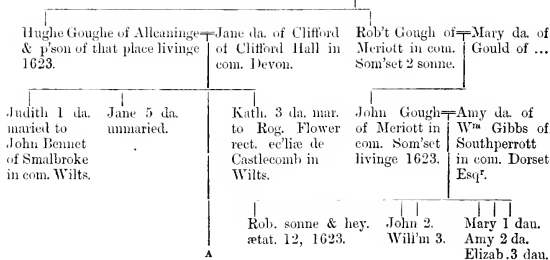 Hughe Goughe of Allcaninge
& p'son of that place livinge
1623.
Jane da. of Clifford
of Clifford Hall in
com. Devon.
Rob't Gough of
Meriott in com.
Som'set 2 sonne.
Mary da. of
Gould of ...
Judith 1 da.
maried to
John Bennet
of Smalbroke
in com. Wilts.
Jane 5 da.
unmaried.
Kath. 3 da. mar.
to Rog. Flower
rect. ec'liæ de
Castlecomb in
Wilts.
John Gough
of Meriott in
com. Som'set
livinge 1623.
Amy da. of
Wm Gibbs of
Southperrott
in com. Dorset
Esqr.
A
Rob. sonne & hey.
ætat. 12, 1623.
John 2.
Will'm 3.
Mary 1 dau.
Amy 2 da.
Elizab. 3 dau.